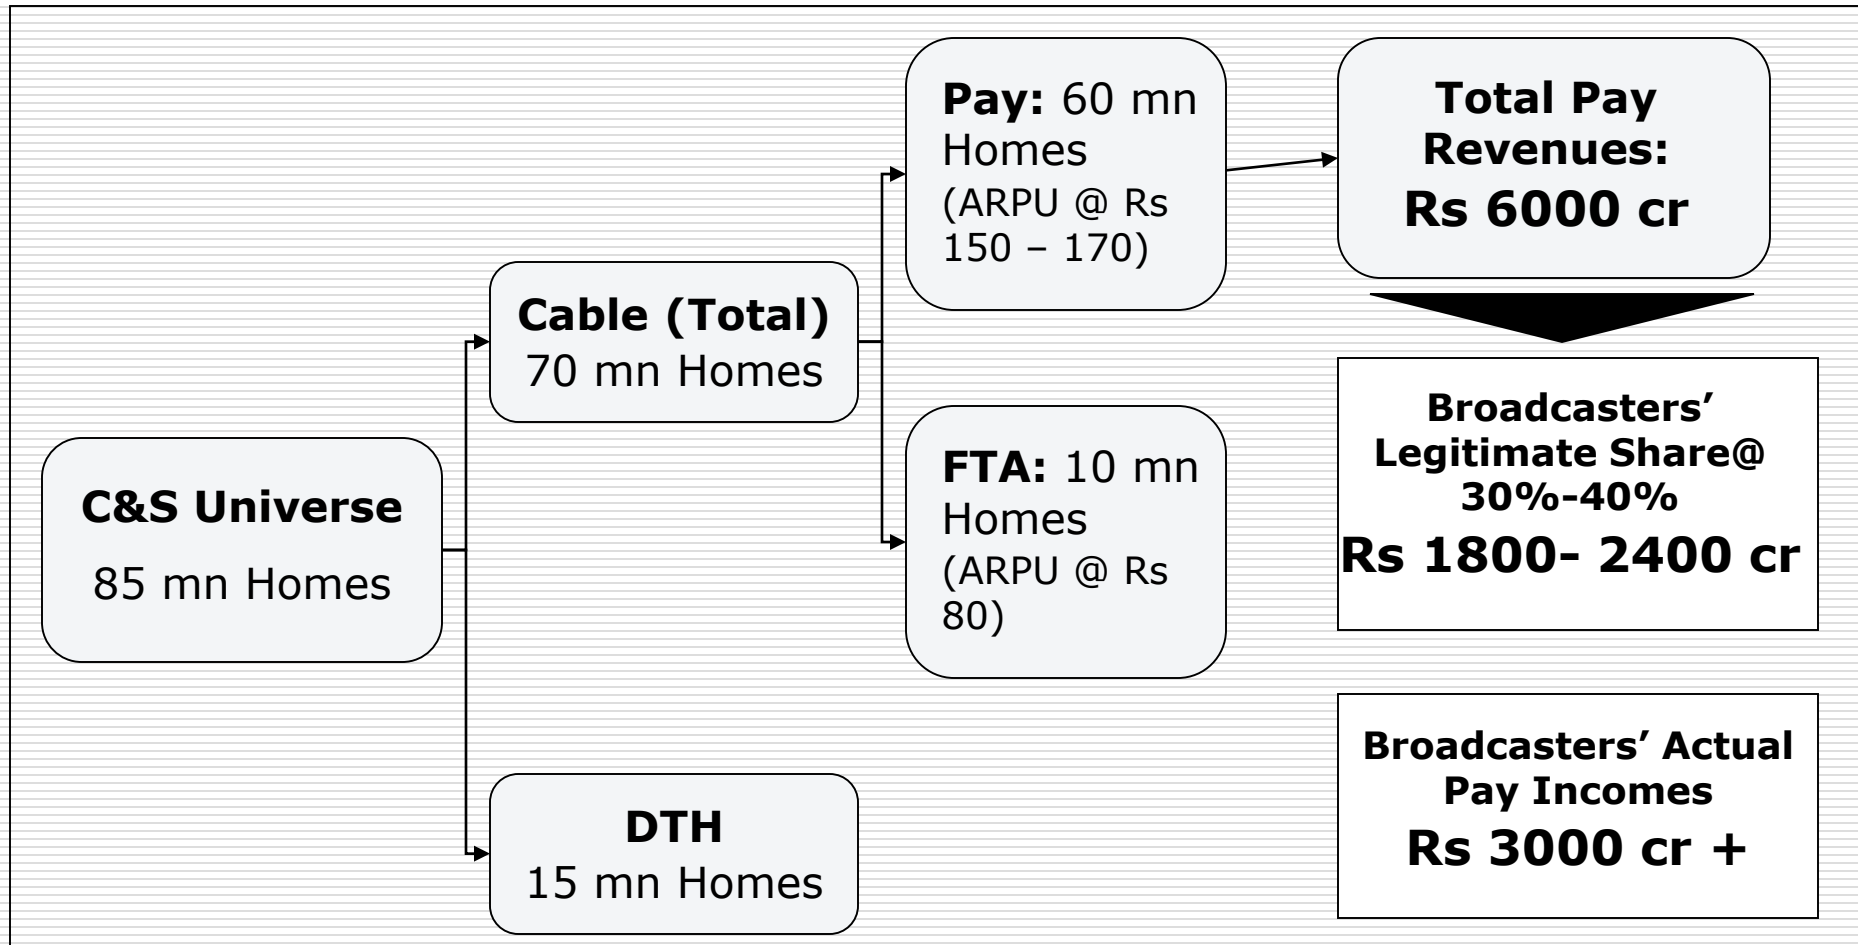 C&S Universe
85 mn Homes
Cable (Total)
70 mn Homes
DTH
15 mn Homes
Pay: 60 mn
Homes
(ARPU @ Rs
150 – 170)
FTA: 10 mn
Homes
(ARPU @ Rs
80)
Total Pay
Revenues:
Rs 6000 cr
Broadcasters’
Legitimate Share@
30%-40%
Rs 1800- 2400 cr
Broadcasters’ Actual
Pay Incomes
Rs 3000 cr +